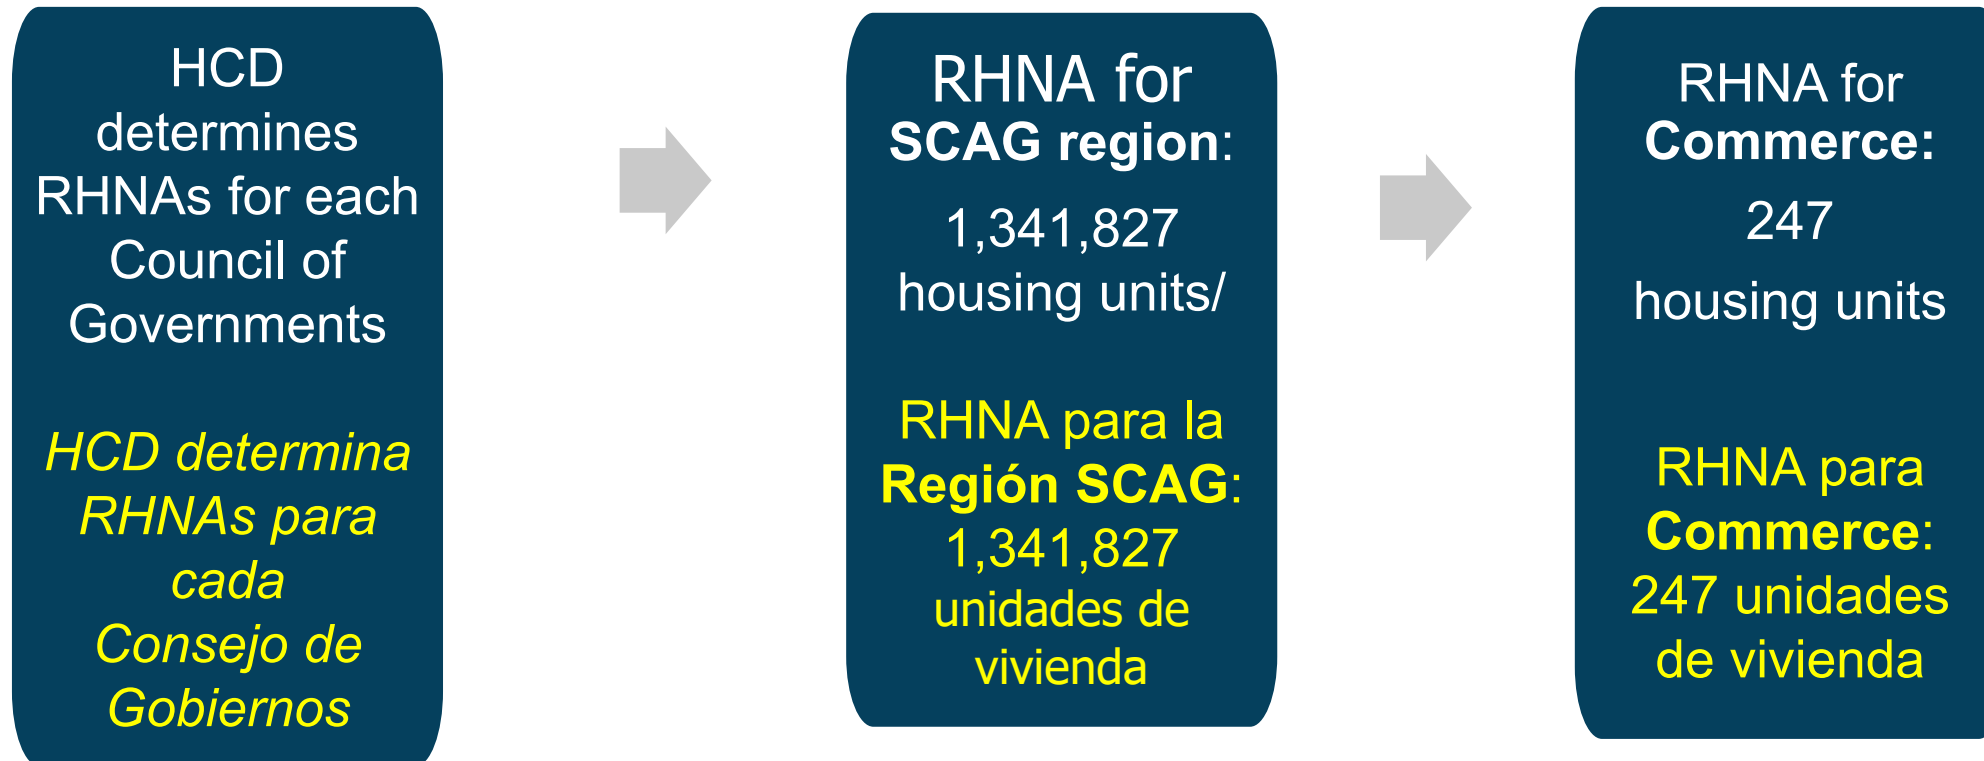 HCD
determines
RHNAs for each
Council of
Governments
HCD determina
RHNAs para
cada
Consejo de
Gobiernos
RHNA for
SCAG region:
1,341,827
housing units/
RHNA para la
Región SCAG:
1,341,827
unidades de
vivienda
RHNA for
Commerce:
247
housing units
RHNA para
Commerce:
247 unidades
de vivienda